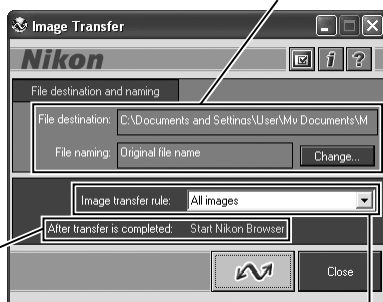 Image Transfer
Nikon
File destination and naming
File destination: C:\Documents and Settings\User\My Documents\M
File naming: Original file name
Change...
Image transfer rule: All images
After transfer is completed: Start Nikon Browser
Close